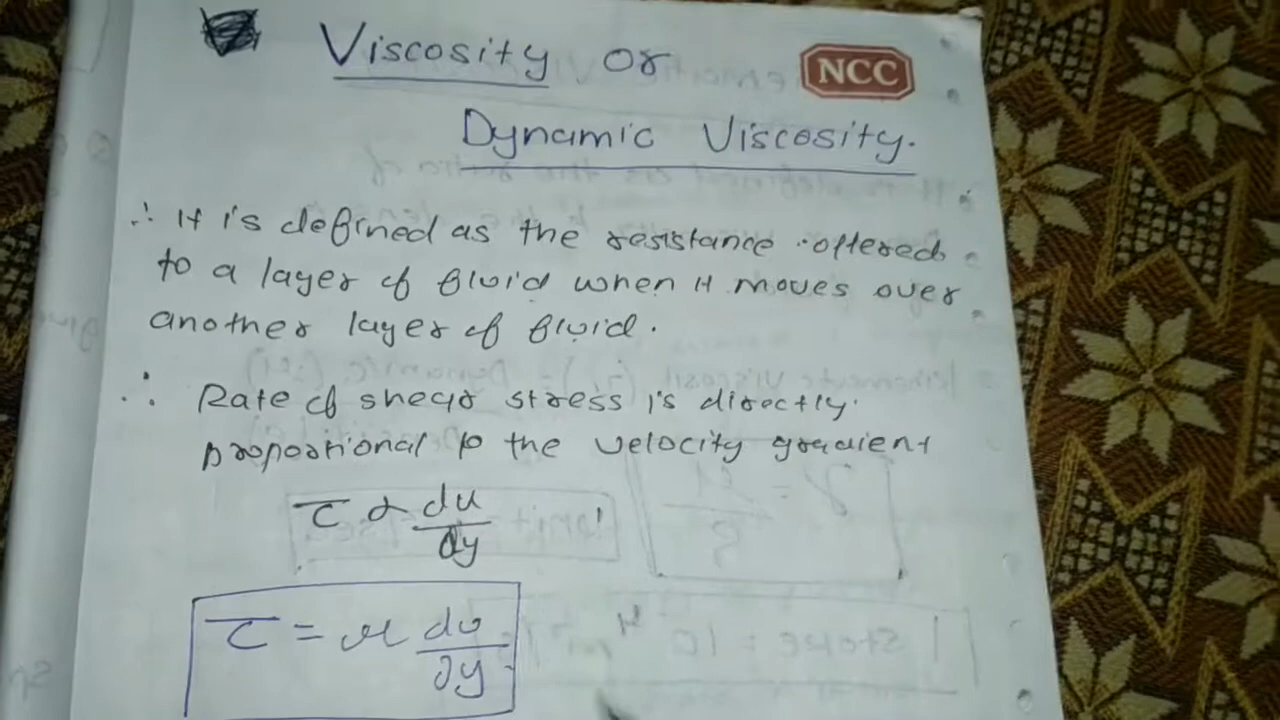 Viscosity or
NCC
Dynamic Viscosity.
∴ It is defined as the resistance offered
to a layer of fluid when it moves over
another layer of fluid.
∴ Rate of shear stress is directly
proportional to the velocity gradient
τ α du/dy
τ = μ du/dy